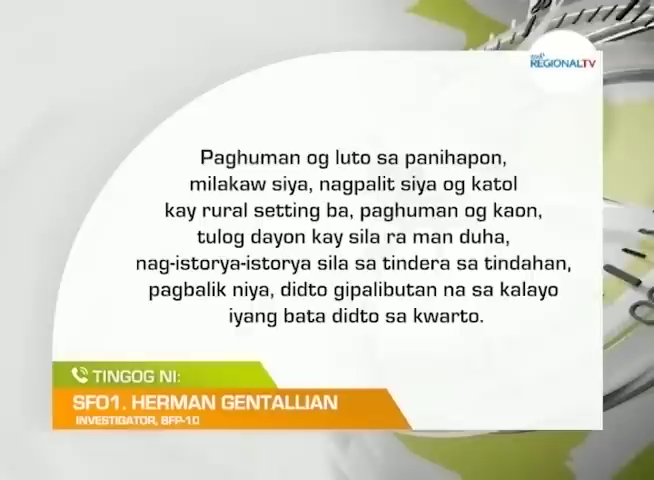 GMA REGIONALTV
Paghuman og luto sa panihapon,
milakaw siya, nagpalit siya og katol
kay rural setting ba, paghuman og kaon,
tulog dayon kay sila ra man duha,
nag-istorya-istorya sila sa tindera sa tindahan,
pagbalik niya, didto gipalibutan na sa kalayo
iyang bata didto sa kwarto.
TINGOG NI:
SFO1. HERMAN GENTALLIAN
INVESTIGATOR, BFP-10